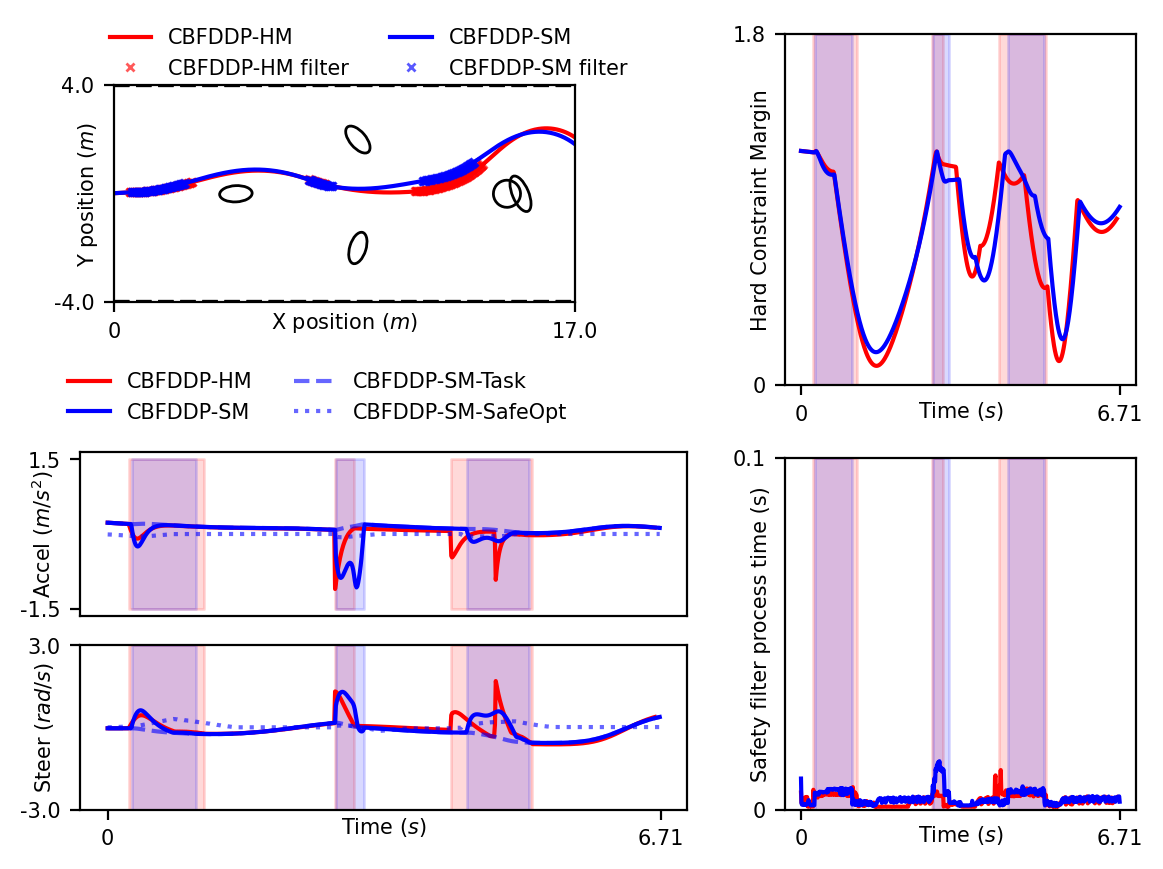 CBFDDP-HM
CBFDDP-SM
CBFDDP-HM filter
CBFDDP-SM filter
4.0
Y position (m)
-4.0
0
X position (m)
17.0
1.8
Hard Constraint Margin
0
0
Time (s)
6.71
CBFDDP-HM
CBFDDP-SM-Task
CBFDDP-SM
CBFDDP-SM-SafeOpt
1.5
Accel (m/s²)
-1.5
3.0
Steer (rad/s)
-3.0
0
Time (s)
6.71
0.1
Safety filter process time (s)
0
0
Time (s)
6.71